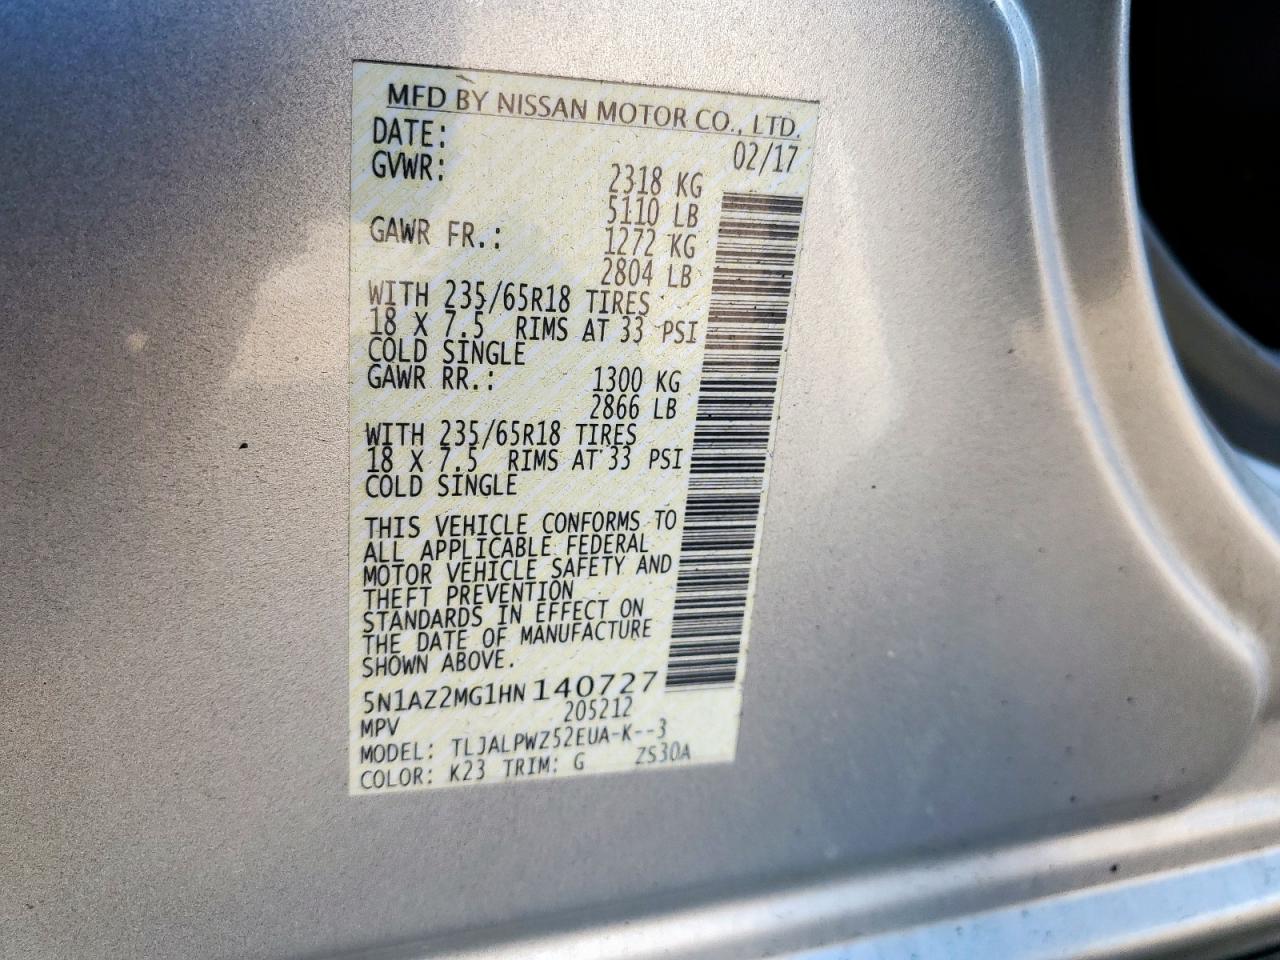 MFD BY NISSAN MOTOR CO., LTD.
DATE: 02/17
GVWR: 2318 KG
5110 LB
GAWR FR.: 1272 KG
2804 LB
WITH 235/65R18 TIRES
18 X 7.5 RIMS AT 33 PSI
COLD SINGLE
GAWR RR.: 1300 KG
2866 LB
WITH 235/65R18 TIRES
18 X 7.5 RIMS AT 33 PSI
COLD SINGLE
THIS VEHICLE CONFORMS TO
ALL APPLICABLE FEDERAL
MOTOR VEHICLE SAFETY AND
THEFT PREVENTION
STANDARDS IN EFFECT ON
THE DATE OF MANUFACTURE
SHOWN ABOVE.
5N1AZ2MG1HN140727
MPV 205212
MODEL: TLJALPWZ52EUA-K--3
COLOR: K23 TRIM: G ZS30A